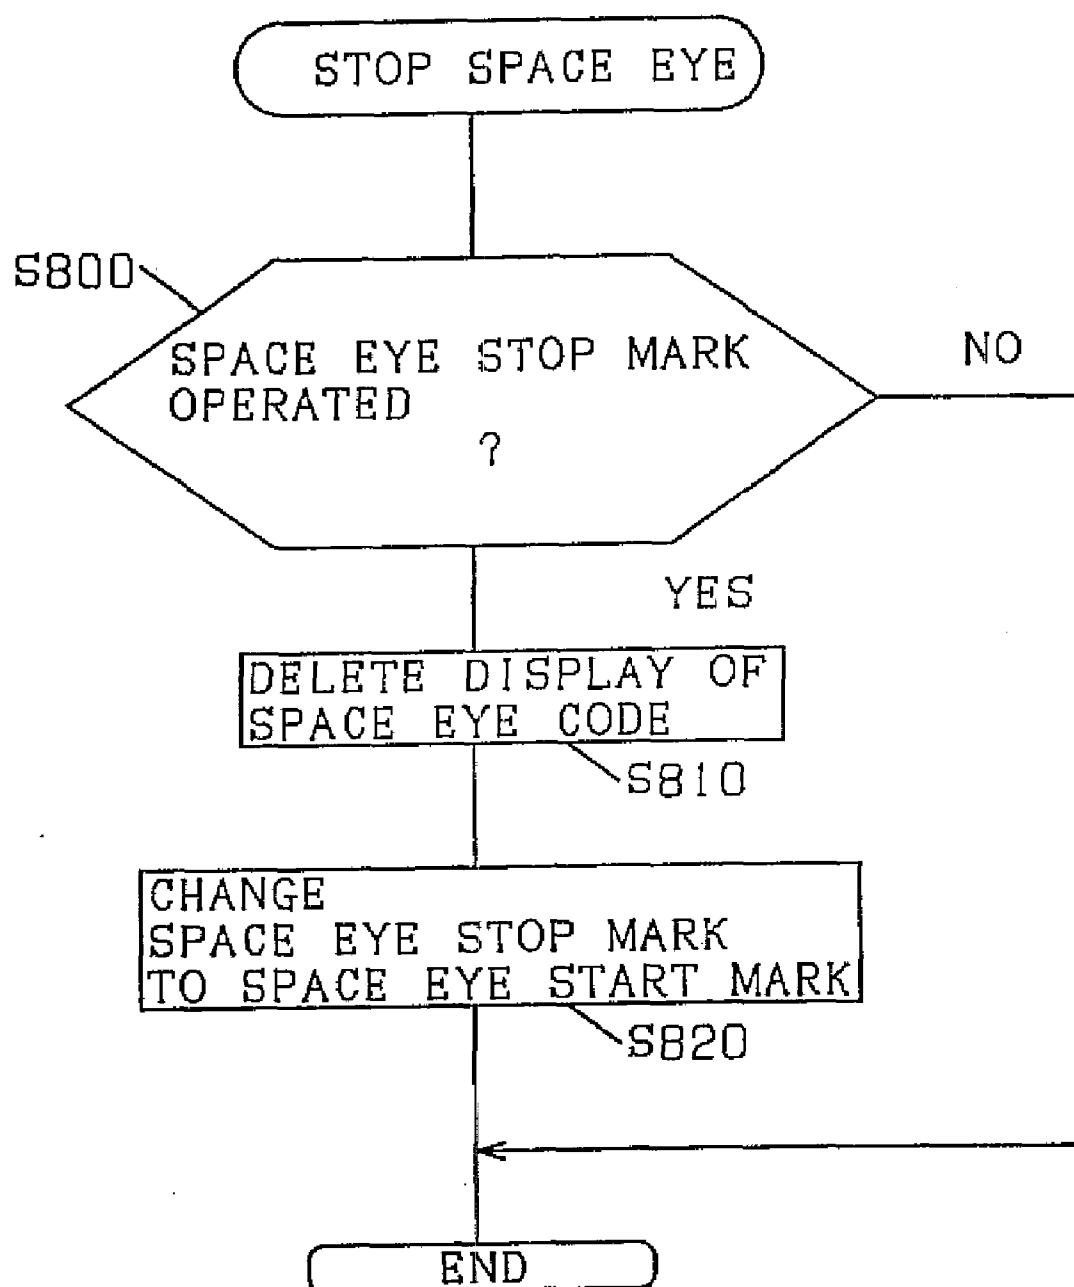 STOP SPACE EYE
S800
SPACE EYE STOP MARK
OPERATED
?
NO
YES
DELETE DISPLAY OF
SPACE EYE CODE
S810
CHANGE
SPACE EYE STOP MARK
TO SPACE EYE START MARK
S820
END